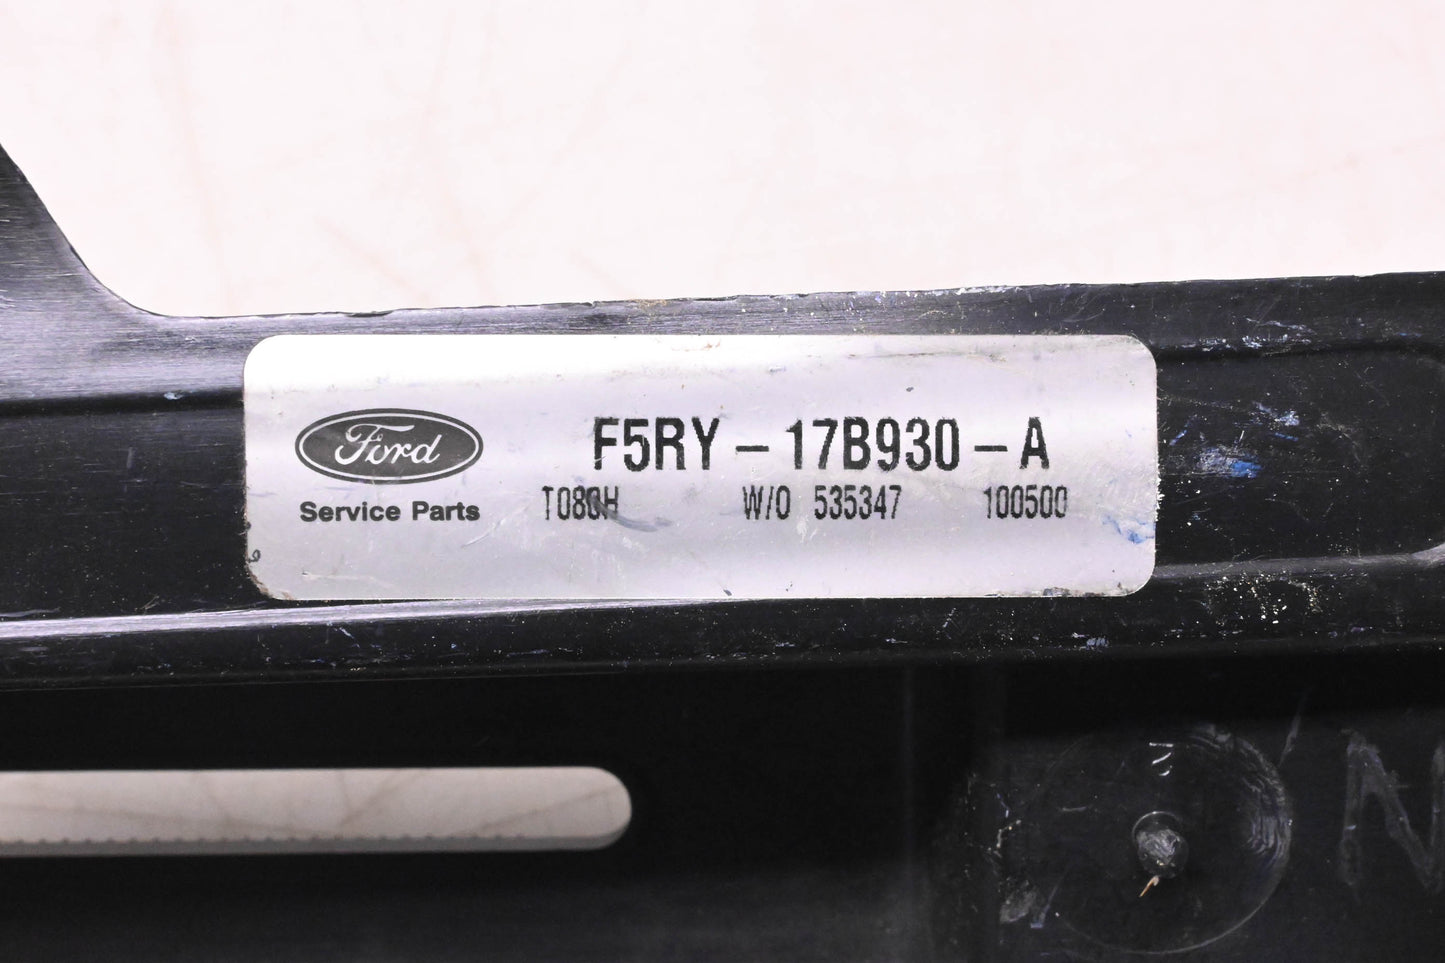 Ford
Service Parts
F5RY-17B930-A
T080H W/O 535347 100500
N